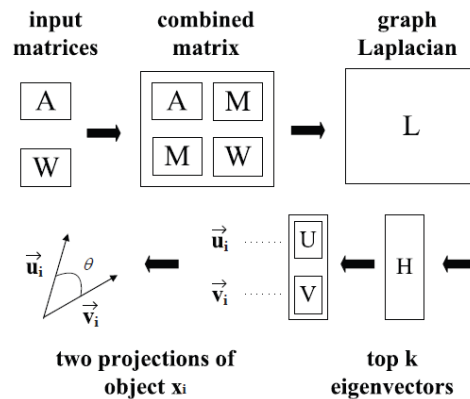 input matrices
combined matrix
graph Laplacian
A
W
A M
M W
L
u⃗ᵢ
v⃗ᵢ
θ
u⃗ᵢ
v⃗ᵢ
U
V
H
two projections of object xᵢ
top k eigenvectors